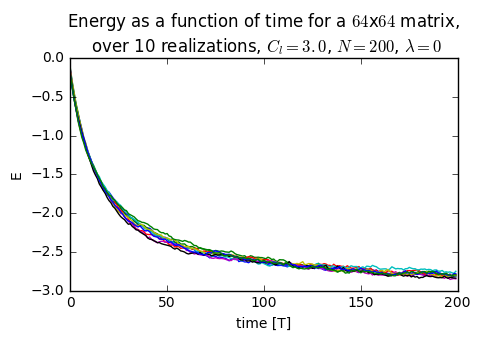 Energy as a function of time for a 64x64 matrix,
over 10 realizations, C_l = 3.0, N = 200, λ = 0
0.0
−0.5
−1.0
−1.5
−2.0
−2.5
−3.0
E
0 50 100 150 200
time [T]